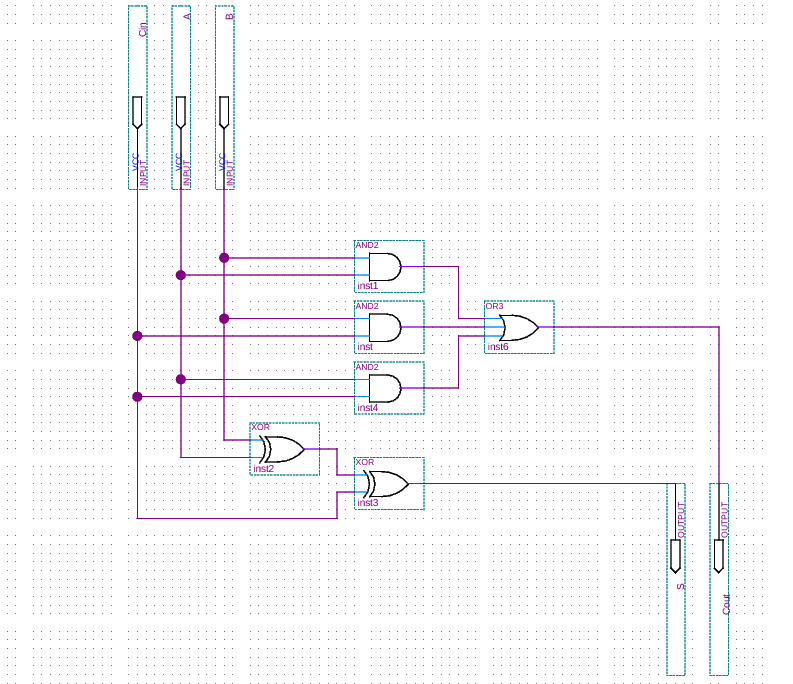 Cin
A
B
VCC
INPUT
VCC
INPUT
VCC
INPUT
AND2
inst1
AND2
inst
OR3
inst6
AND2
inst4
XOR
inst2
XOR
inst3
OUTPUT
S
OUTPUT
Cout